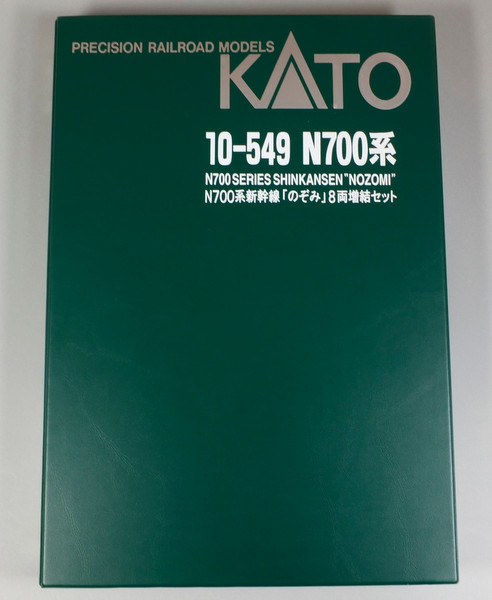 PRECISION RAILROAD MODELS
KATO
10-549 N700系
N700 SERIES SHINKANSEN "NOZOMI"
N700系新幹線「のぞみ」8両増結セット